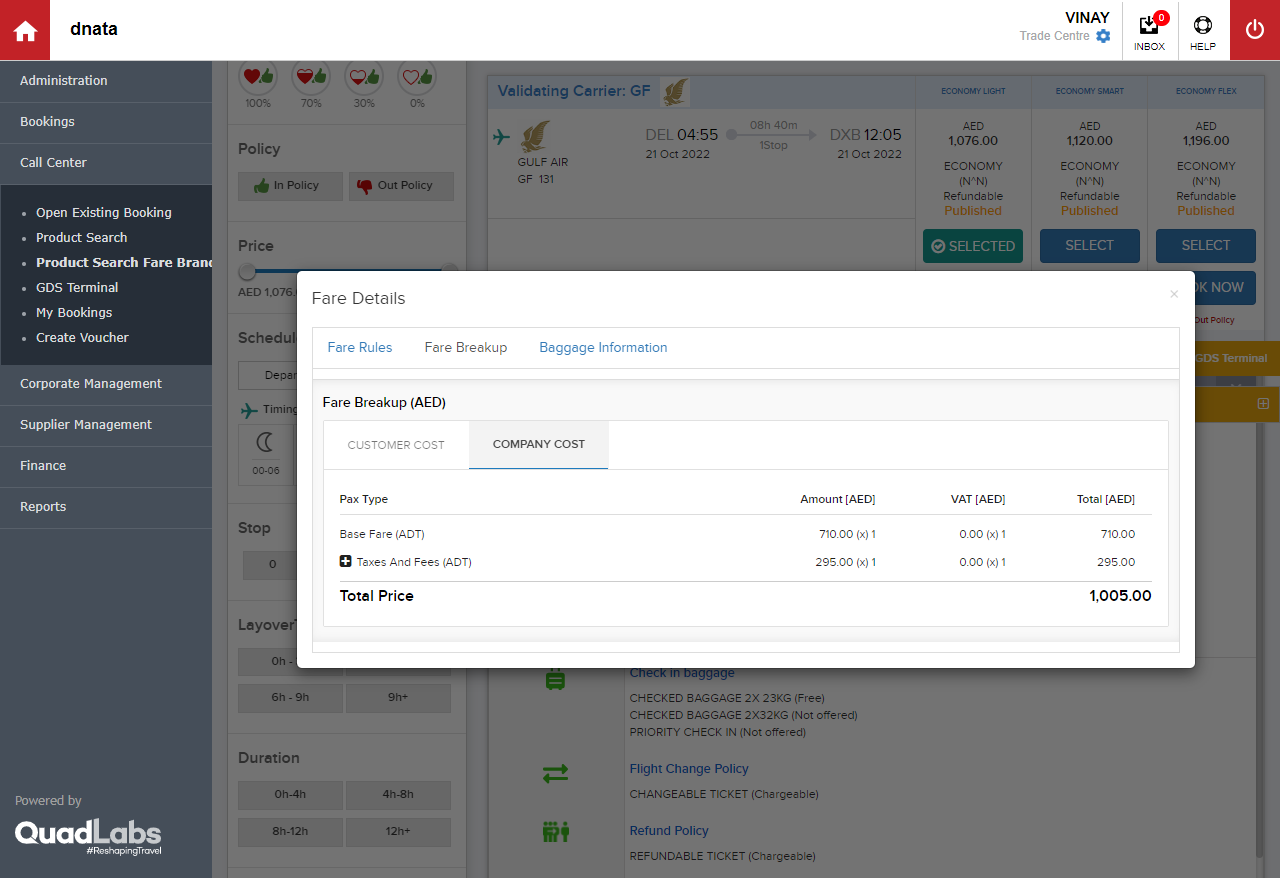 dnata
VINAY
Trade Centre
0
INBOX
HELP
Administration
Bookings
Call Center
Open Existing Booking
Product Search
Product Search Fare Bran
GDS Terminal
My Bookings
Create Voucher
Corporate Management
Supplier Management
Finance
Reports
Powered by
QuadLabs
#ReshapingTravel
100% 70% 30% 0%
Policy
In Policy Out Policy
Price
AED 1,076.
Schedul
Depar
Timing
00-06
Stop
0
Layover
0h -
6h - 9h 9h+
Duration
0h-4h 4h-8h
8h-12h 12h+
Validating Carrier: GF
ECONOMY LIGHT ECONOMY SMART ECONOMY FLEX
GULF AIR
GF 131
DEL 04:55
21 Oct 2022
08h 40m
1Stop
DXB 12:05
21 Oct 2022
AED
1,076.00
ECONOMY
(N^N)
Refundable
Published
SELECTED
AED
1,120.00
ECONOMY
(N^N)
Refundable
Published
SELECT
AED
1,196.00
ECONOMY
(N^N)
Refundable
Published
SELECT
OK NOW
Out Policy
GDS Terminal
Fare Details
×
Fare Rules Fare Breakup Baggage Information
Fare Breakup (AED)
CUSTOMER COST COMPANY COST
Pax Type Amount [AED] VAT [AED] Total [AED]
Base Fare (ADT) 710.00 (x) 1 0.00 (x) 1 710.00
Taxes And Fees (ADT) 295.00 (x) 1 0.00 (x) 1 295.00
Total Price 1,005.00
Check in baggage
CHECKED BAGGAGE 2X 23KG (Free)
CHECKED BAGGAGE 2X32KG (Not offered)
PRIORITY CHECK IN (Not offered)
Flight Change Policy
CHANGEABLE TICKET (Chargeable)
Refund Policy
REFUNDABLE TICKET (Chargeable)